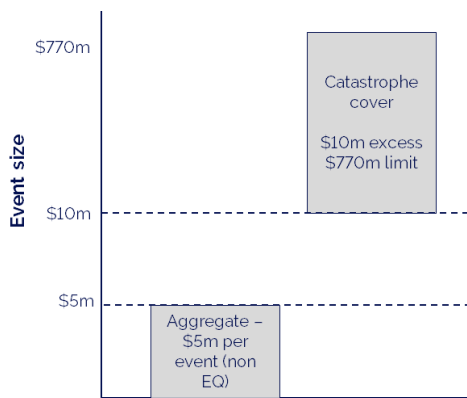 $770m
Catastrophe
cover
$10m excess
$770m limit
Event size
$10m
$5m
Aggregate –
$5m per
event (non
EQ)